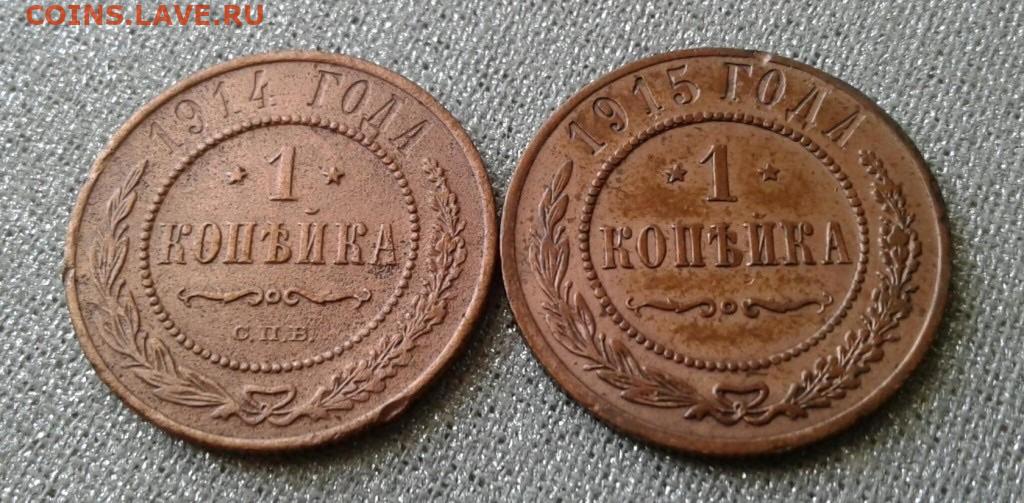 COINS.LAVE.RU
1914 ГОДА
1
КОПѢЙКА
С.П.Б.
1915 ГОДА
1
КОПѢЙКА